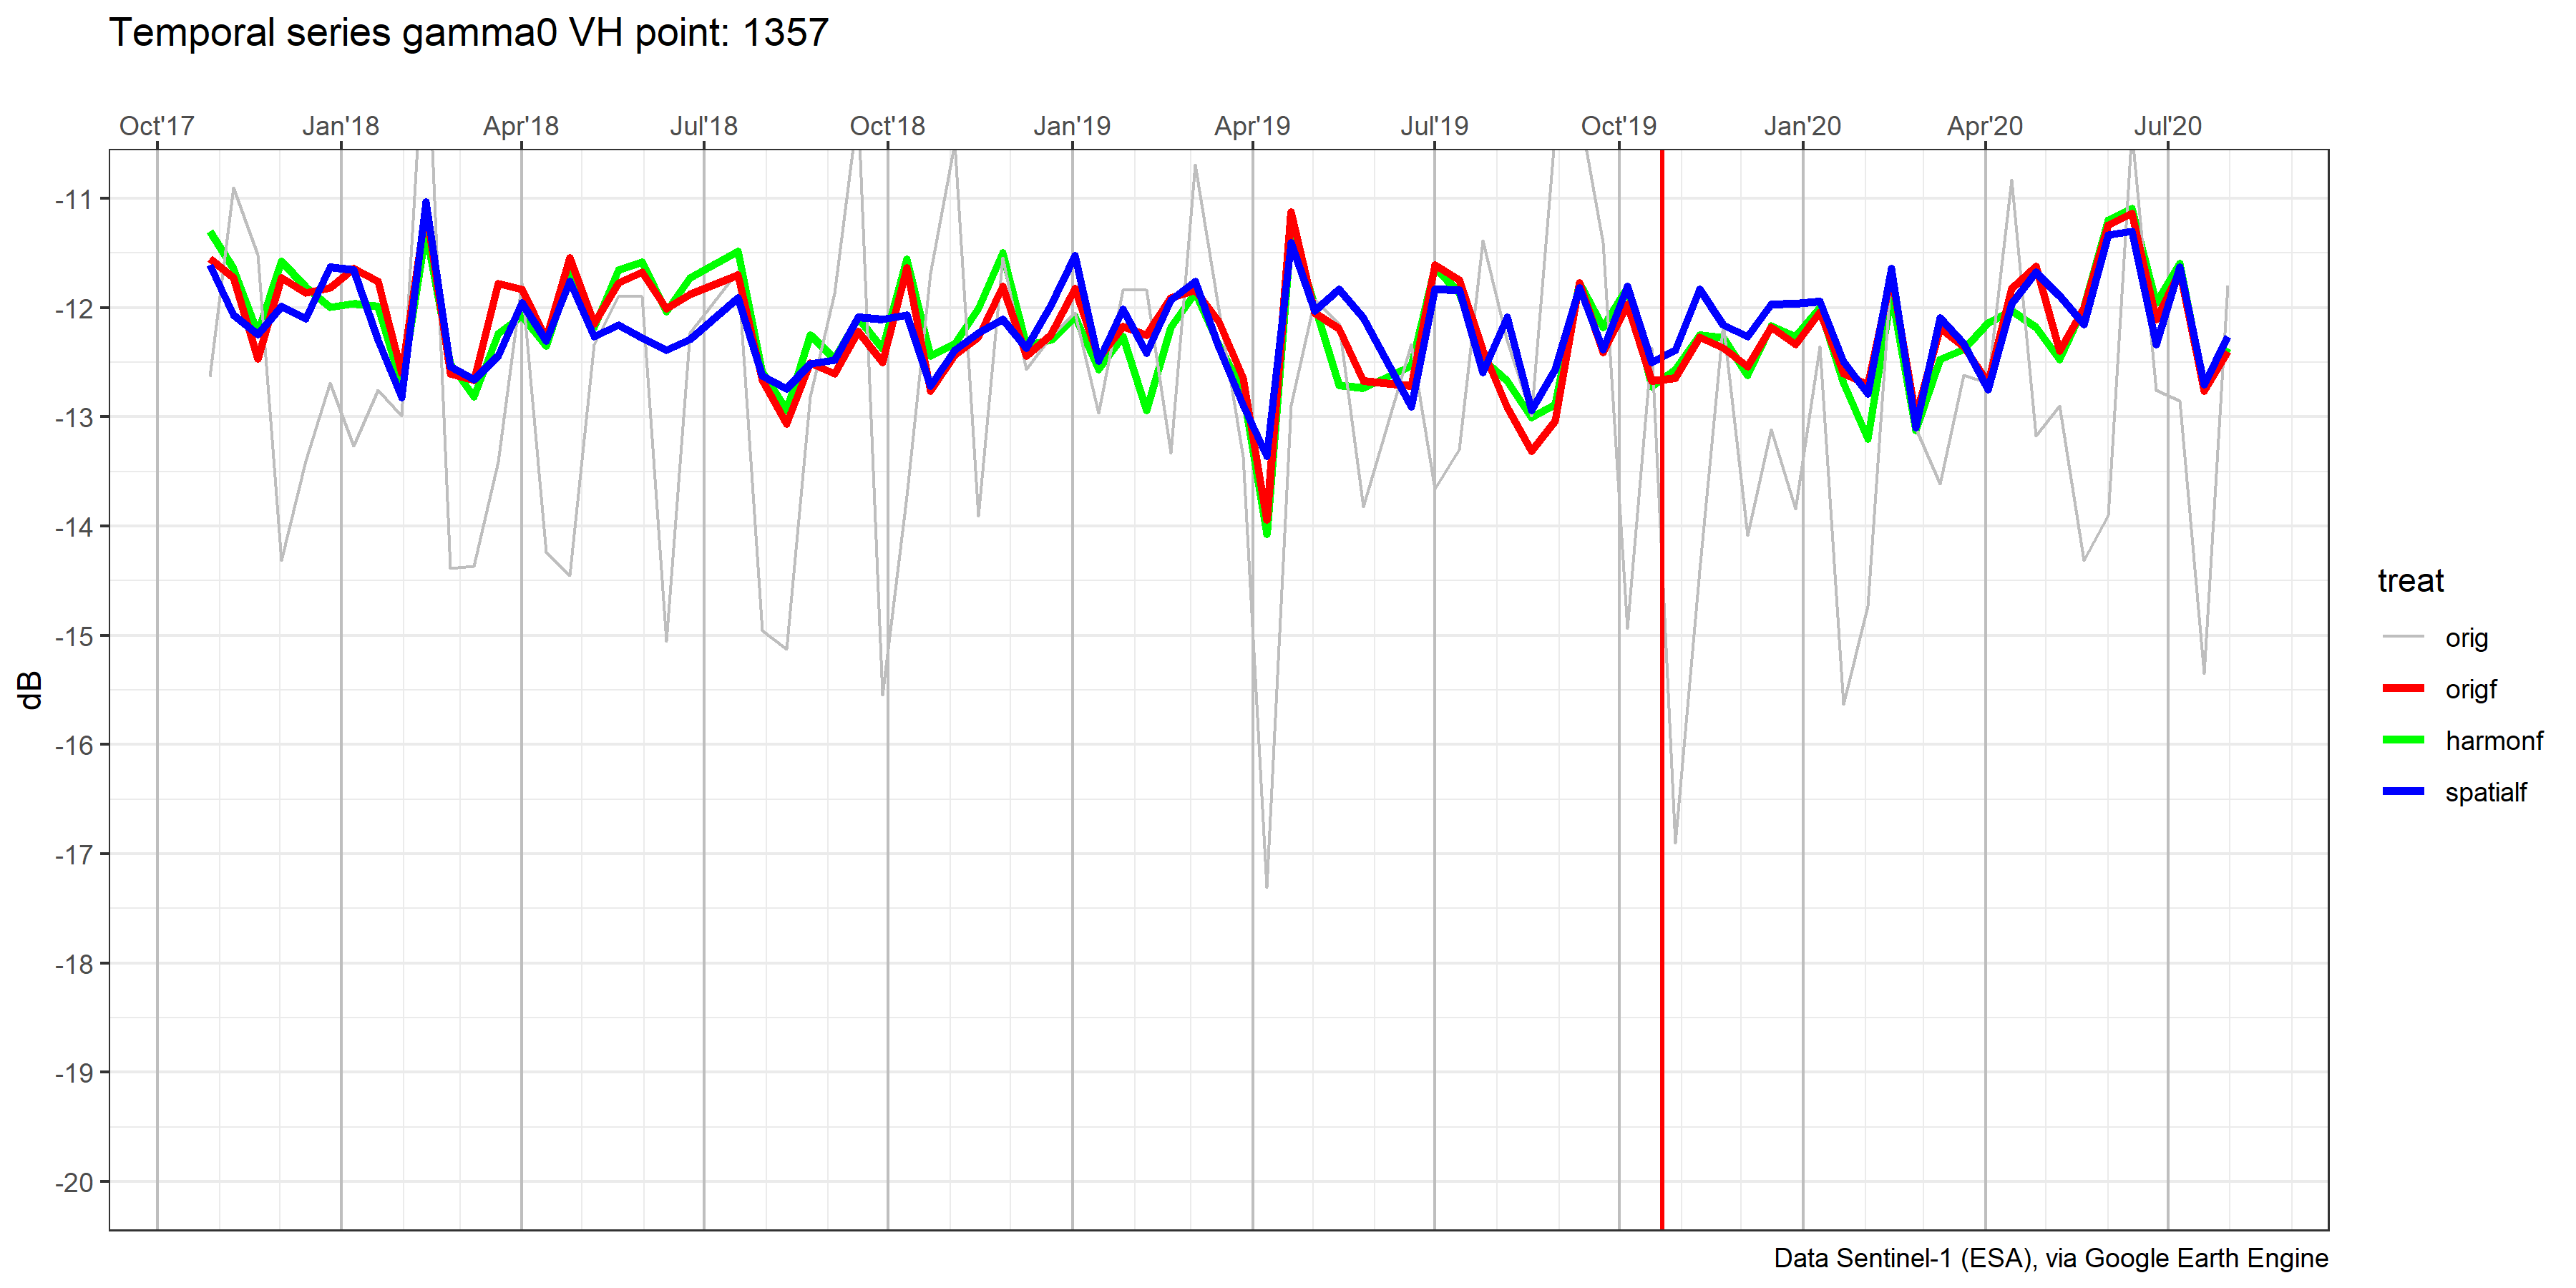 Temporal series gamma0 VH point: 1357
Oct'17 Jan'18 Apr'18 Jul'18 Oct'18 Jan'19 Apr'19 Jul'19 Oct'19 Jan'20 Apr'20 Jul'20
-11
-12
-13
-14
-15
-16
-17
-18
-19
-20
dB
treat
orig
origf
harmonf
spatialf
Data Sentinel-1 (ESA), via Google Earth Engine